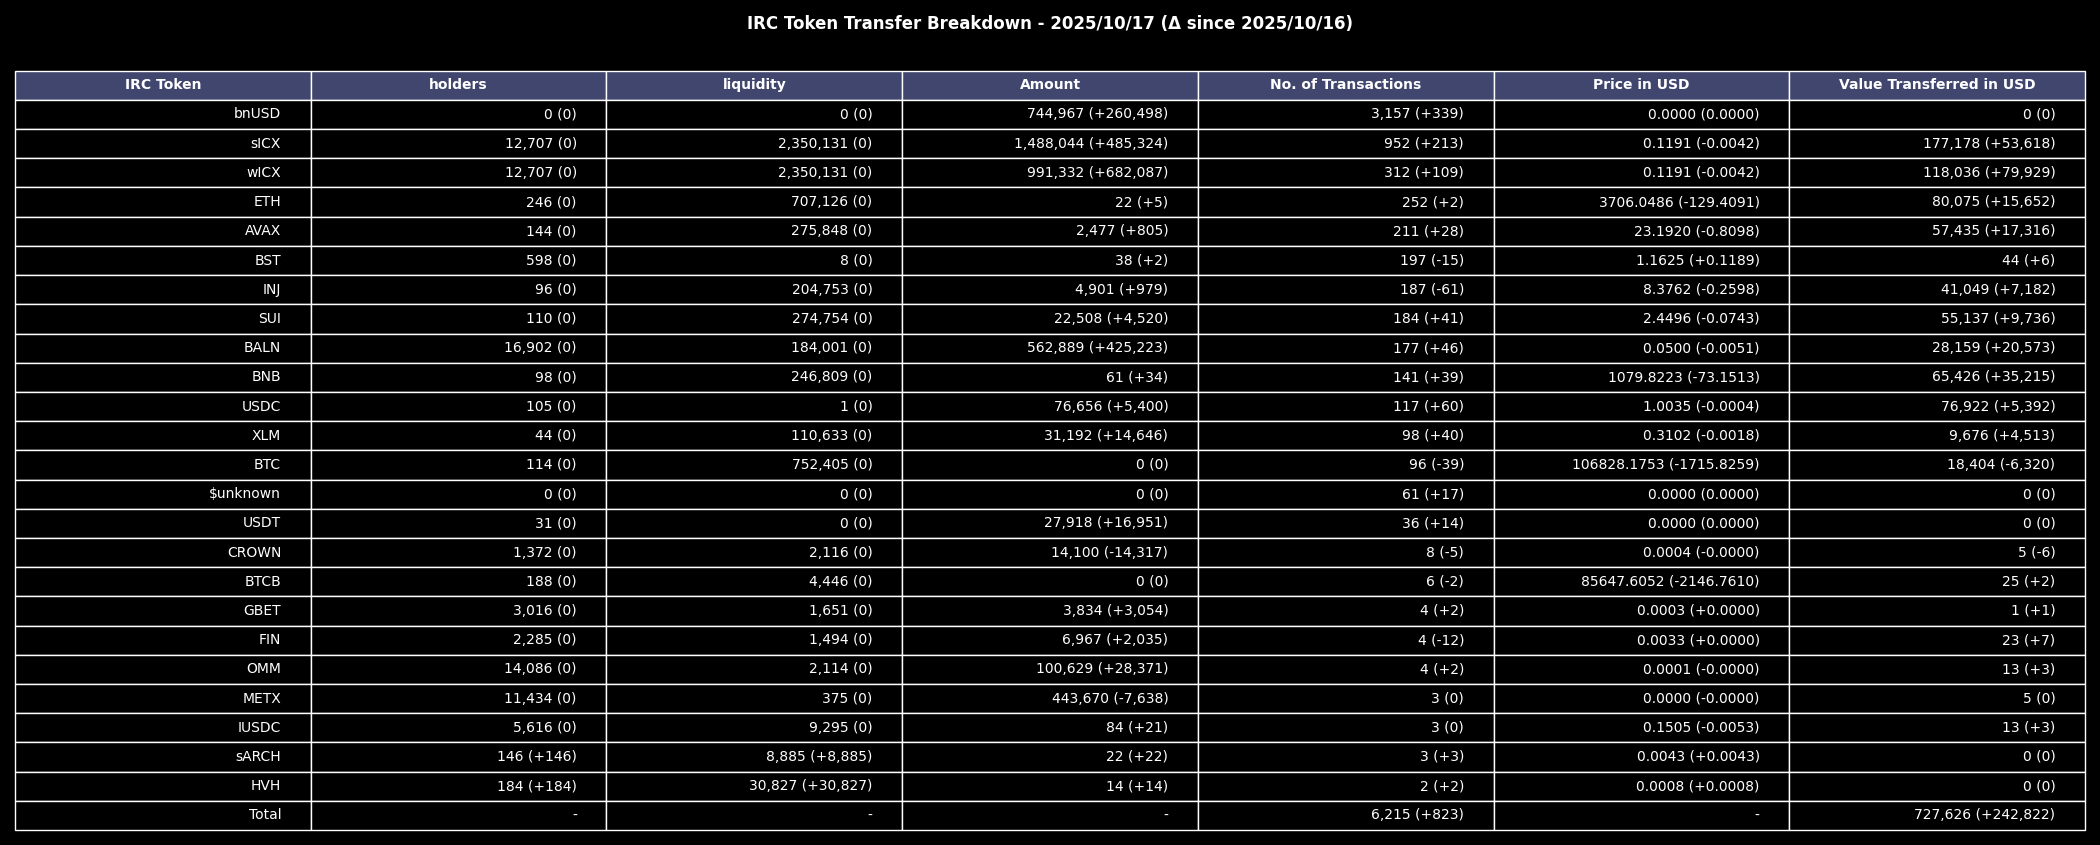 IRC Token Transfer Breakdown - 2025/10/17 (Δ since 2025/10/16)
IRC Token holders liquidity Amount No. of Transactions Price in USD Value Transferred in USD
bnUSD 0 (0) 0 (0) 744,967 (+260,498) 3,157 (+339) 0.0000 (0.0000) 0 (0)
sICX 12,707 (0) 2,350,131 (0) 1,488,044 (+485,324) 952 (+213) 0.1191 (-0.0042) 177,178 (+53,618)
wICX 12,707 (0) 2,350,131 (0) 991,332 (+682,087) 312 (+109) 0.1191 (-0.0042) 118,036 (+79,929)
ETH 246 (0) 707,126 (0) 22 (+5) 252 (+2) 3706.0486 (-129.4091) 80,075 (+15,652)
AVAX 144 (0) 275,848 (0) 2,477 (+805) 211 (+28) 23.1920 (-0.8098) 57,435 (+17,316)
BST 598 (0) 8 (0) 38 (+2) 197 (-15) 1.1625 (+0.1189) 44 (+6)
INJ 96 (0) 204,753 (0) 4,901 (+979) 187 (-61) 8.3762 (-0.2598) 41,049 (+7,182)
SUI 110 (0) 274,754 (0) 22,508 (+4,520) 184 (+41) 2.4496 (-0.0743) 55,137 (+9,736)
BALN 16,902 (0) 184,001 (0) 562,889 (+425,223) 177 (+46) 0.0500 (-0.0051) 28,159 (+20,573)
BNB 98 (0) 246,809 (0) 61 (+34) 141 (+39) 1079.8223 (-73.1513) 65,426 (+35,215)
USDC 105 (0) 1 (0) 76,656 (+5,400) 117 (+60) 1.0035 (-0.0004) 76,922 (+5,392)
XLM 44 (0) 110,633 (0) 31,192 (+14,646) 98 (+40) 0.3102 (-0.0018) 9,676 (+4,513)
BTC 114 (0) 752,405 (0) 0 (0) 96 (-39) 106828.1753 (-1715.8259) 18,404 (-6,320)
$unknown 0 (0) 0 (0) 0 (0) 61 (+17) 0.0000 (0.0000) 0 (0)
USDT 31 (0) 0 (0) 27,918 (+16,951) 36 (+14) 0.0000 (0.0000) 0 (0)
CROWN 1,372 (0) 2,116 (0) 14,100 (-14,317) 8 (-5) 0.0004 (-0.0000) 5 (-6)
BTCB 188 (0) 4,446 (0) 0 (0) 6 (-2) 85647.6052 (-2146.7610) 25 (+2)
GBET 3,016 (0) 1,651 (0) 3,834 (+3,054) 4 (+2) 0.0003 (+0.0000) 1 (+1)
FIN 2,285 (0) 1,494 (0) 6,967 (+2,035) 4 (-12) 0.0033 (+0.0000) 23 (+7)
OMM 14,086 (0) 2,114 (0) 100,629 (+28,371) 4 (+2) 0.0001 (-0.0000) 13 (+3)
METX 11,434 (0) 375 (0) 443,670 (-7,638) 3 (0) 0.0000 (-0.0000) 5 (0)
IUSDC 5,616 (0) 9,295 (0) 84 (+21) 3 (0) 0.1505 (-0.0053) 13 (+3)
sARCH 146 (+146) 8,885 (+8,885) 22 (+22) 3 (+3) 0.0043 (+0.0043) 0 (0)
HVH 184 (+184) 30,827 (+30,827) 14 (+14) 2 (+2) 0.0008 (+0.0008) 0 (0)
Total - - - 6,215 (+823) - 727,626 (+242,822)